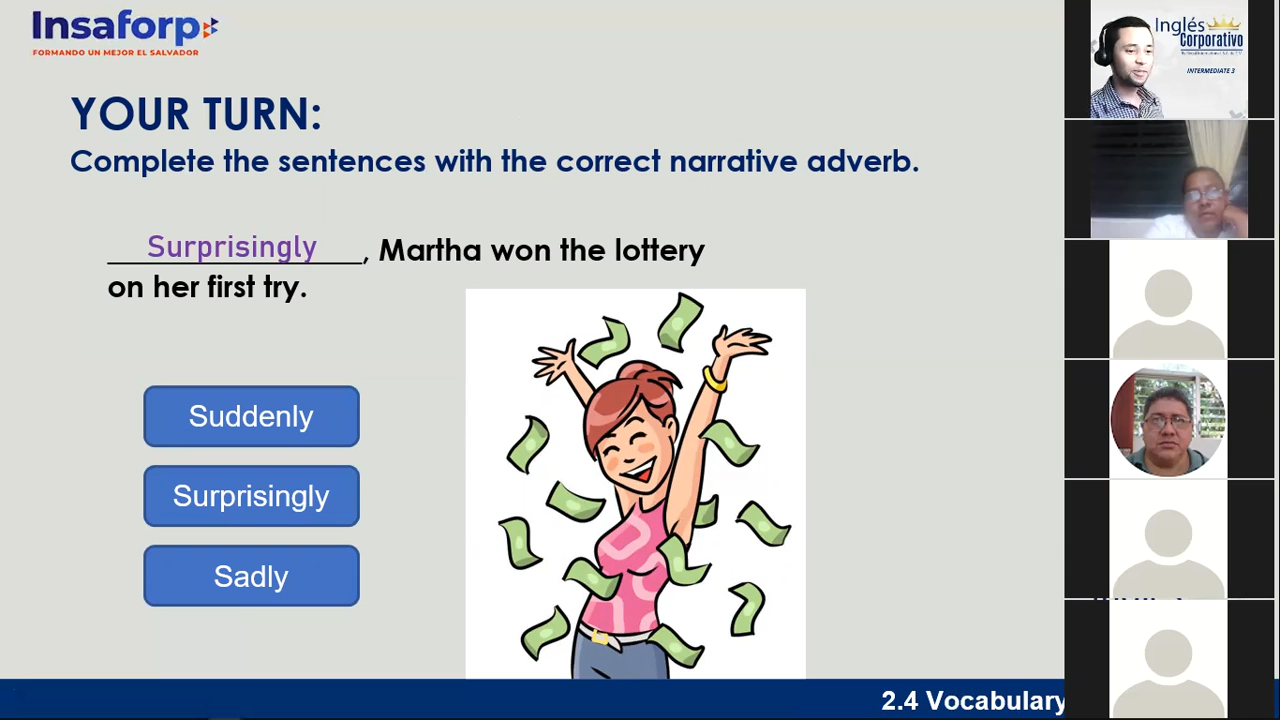 Insaforp
FORMANDO UN MEJOR EL SALVADOR
YOUR TURN:
Complete the sentences with the correct narrative adverb.
Surprisingly, Martha won the lottery
on her first try.
Suddenly
Surprisingly
Sadly
2.4 Vocabulary
Inglés
Corporativo
INTERMEDIATE 3